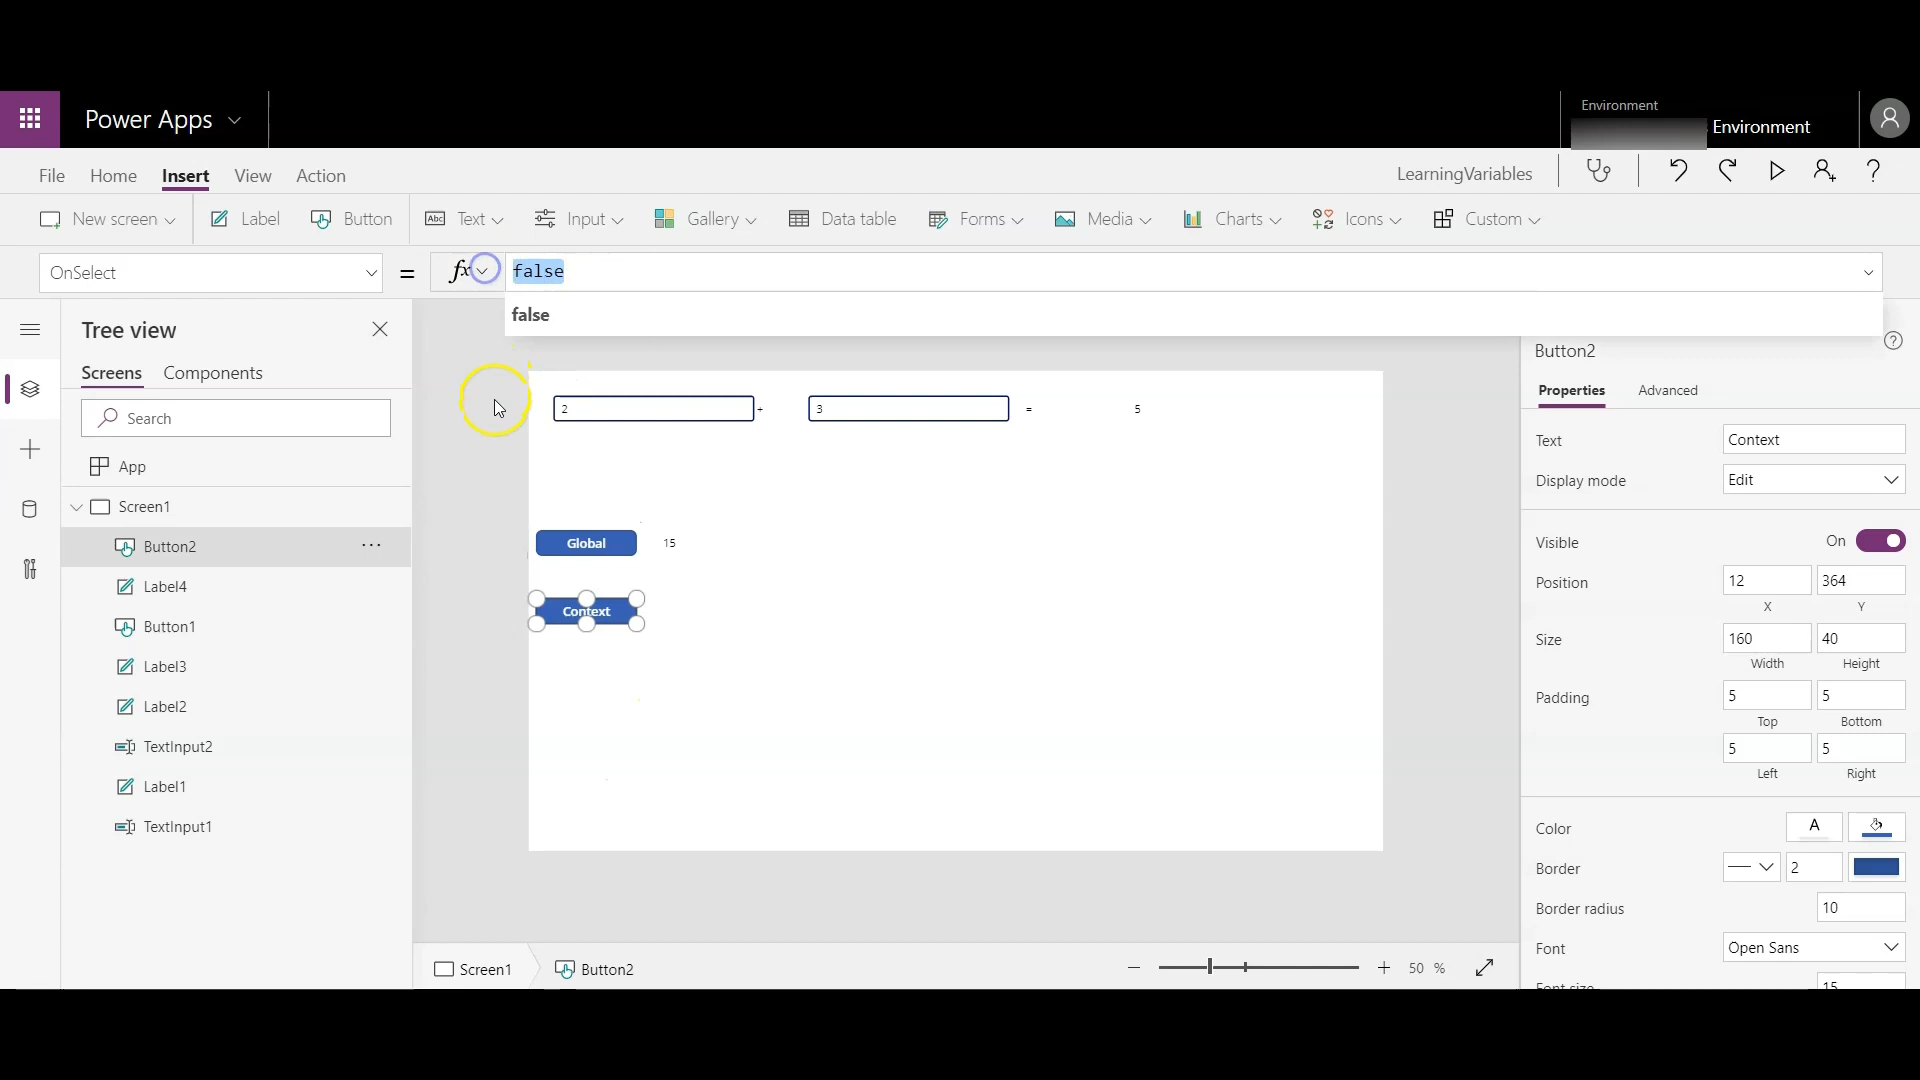 Power Apps
Environment
Environment
File Home Insert View Action
LearningVariables
New screen Label Button Text Input Gallery Data table Forms Media Charts Icons Custom
OnSelect = fx false
false
Tree view
Screens Components
Search
App
Screen1
Button2 ...
Label4
Button1
Label3
Label2
TextInput2
Label1
TextInput1
2 + 3 = 5
Global 15
Context
Screen1 Button2
50 %
Button2
Properties Advanced
Text Context
Display mode Edit
Visible On
Position 12 364
X Y
Size 160 40
Width Height
Padding 5 5
Top Bottom
5 5
Left Right
Color A
Border 2
Border radius 10
Font Open Sans
Font size 15